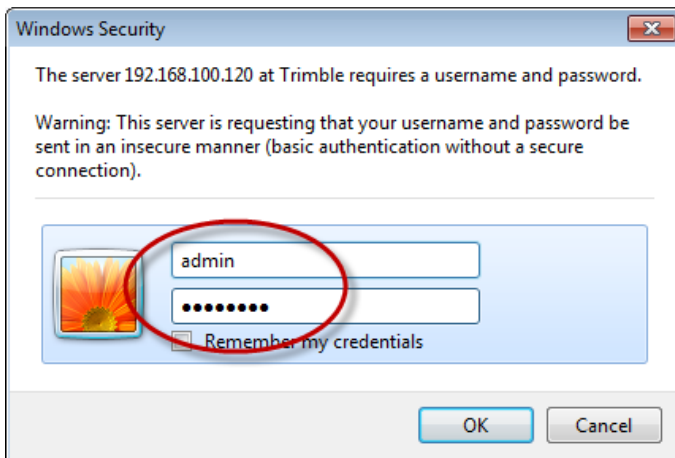 Windows Security
The server 192.168.100.120 at Trimble requires a username and password.
Warning: This server is requesting that your username and password be
sent in an insecure manner (basic authentication without a secure
connection).
admin
●●●●●●●●
Remember my credentials
OK Cancel